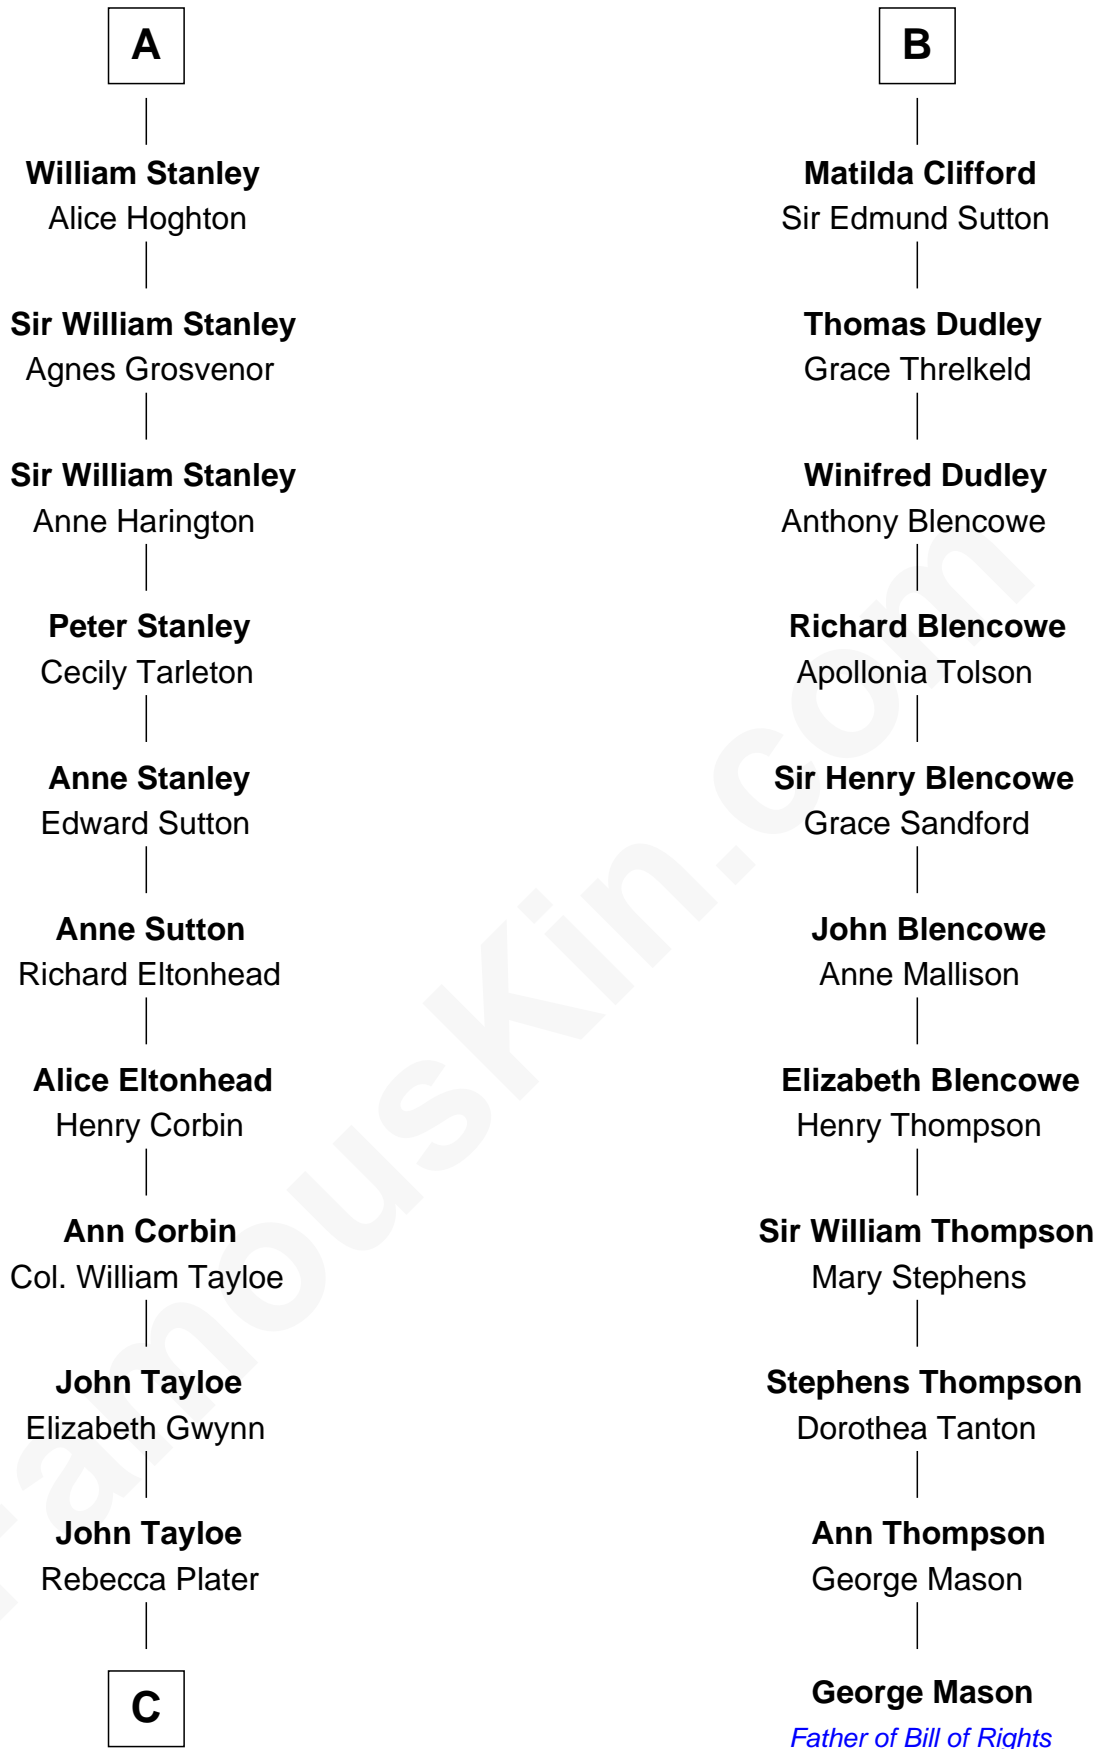 A
William Stanley
Alice Hoghton
Sir William Stanley
Agnes Grosvenor
Sir William Stanley
Anne Harington
Peter Stanley
Cecily Tarleton
Anne Stanley
Edward Sutton
Anne Sutton
Richard Eltonhead
Alice Eltonhead
Henry Corbin
Ann Corbin
Col. William Tayloe
John Tayloe
Elizabeth Gwynn
John Tayloe
Rebecca Plater
C
B
Matilda Clifford
Sir Edmund Sutton
Thomas Dudley
Grace Threlkeld
Winifred Dudley
Anthony Blencowe
Richard Blencowe
Apollonia Tolson
Sir Henry Blencowe
Grace Sandford
John Blencowe
Anne Mallison
Elizabeth Blencowe
Henry Thompson
Sir William Thompson
Mary Stephens
Stephens Thompson
Dorothea Tanton
Ann Thompson
George Mason
George Mason
Father of Bill of Rights
FamousKin.com